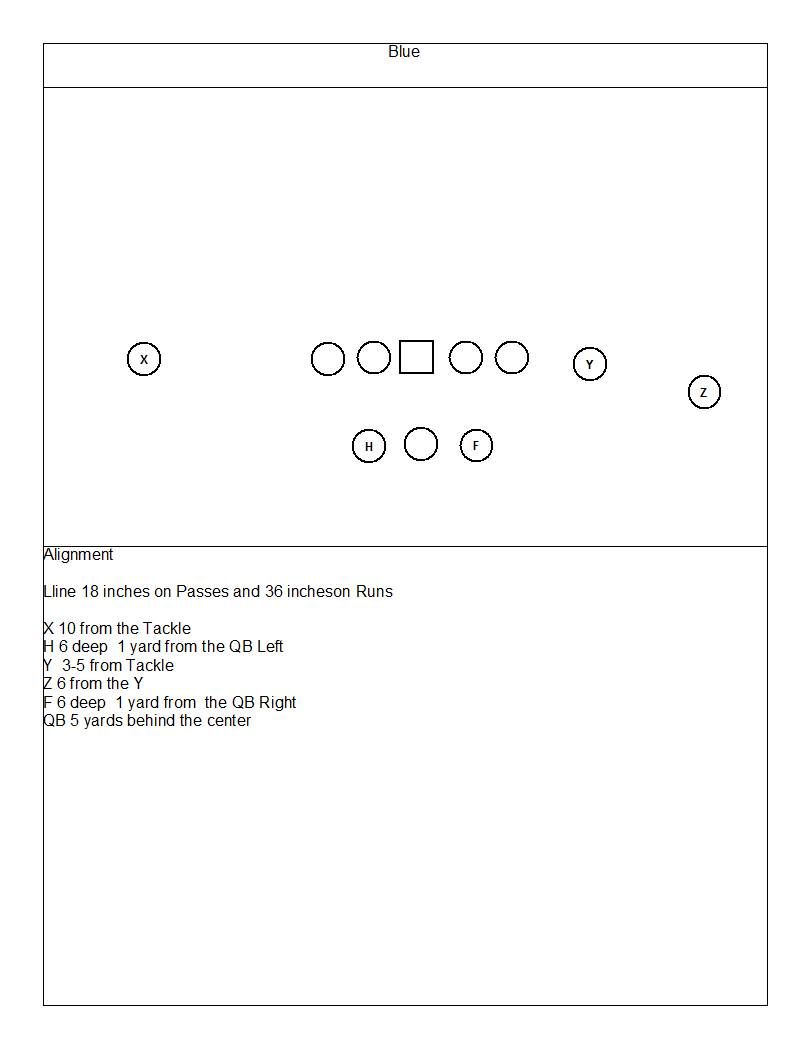 Blue
X
Y
Z
H
F
Alignment
Lline 18 inches on Passes and 36 incheson Runs
X 10 from the Tackle
H 6 deep  1 yard from the QB Left
Y  3-5 from Tackle
Z 6 from the Y
F 6 deep  1 yard from  the QB Right
QB 5 yards behind the center